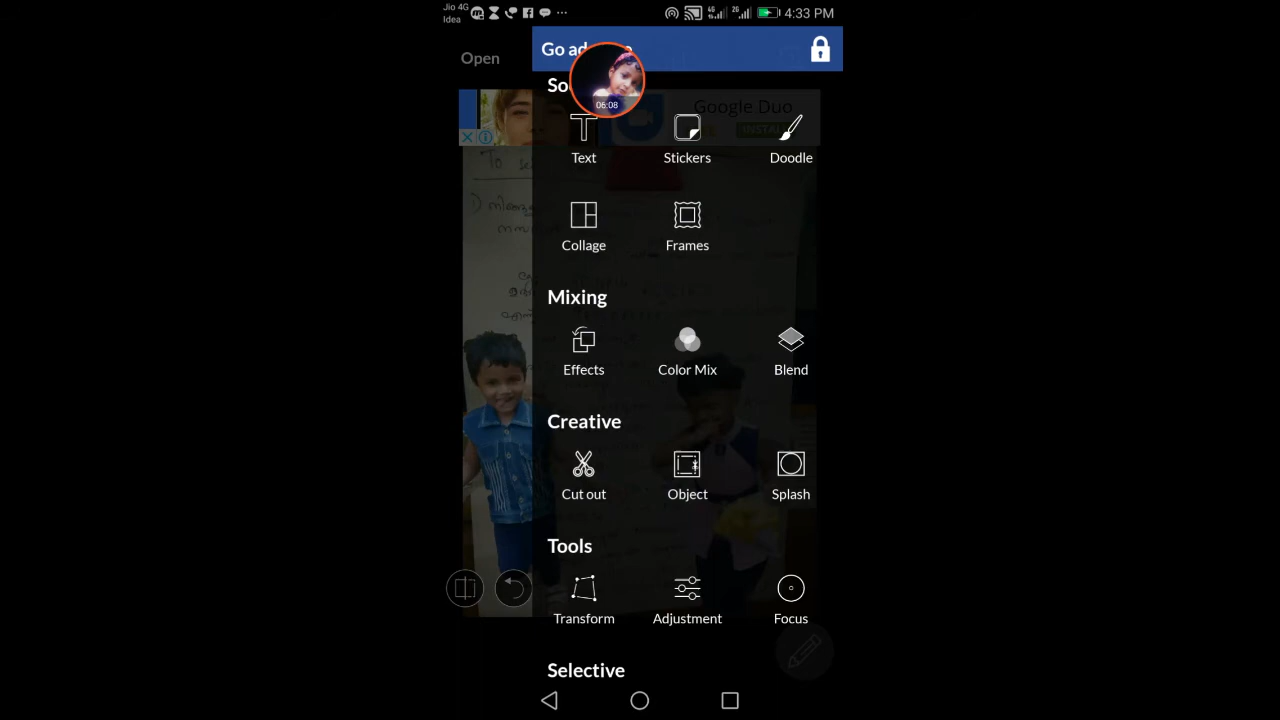 Jio 4G
Idea
4:33 PM
Open
Go ad
So
06:08
Google Duo
Text
Stickers
Doodle
Collage
Frames
Mixing
Effects
Color Mix
Blend
Creative
Cut out
Object
Splash
Tools
Transform
Adjustment
Focus
Selective